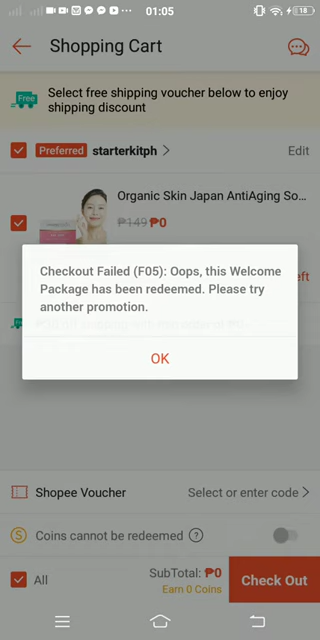 01:05
18
Shopping Cart
Free
Select free shipping voucher below to enjoy
shipping discount
Preferred starterkitph > Edit
Organic Skin Japan AntiAging So...
₱149 ₱0
Checkout Failed (F05): Oops, this Welcome
Package has been redeemed. Please try
another promotion.
OK
Shopee Voucher Select or enter code >
Coins cannot be redeemed ?
All
SubTotal: ₱0
Earn 0 Coins
Check Out